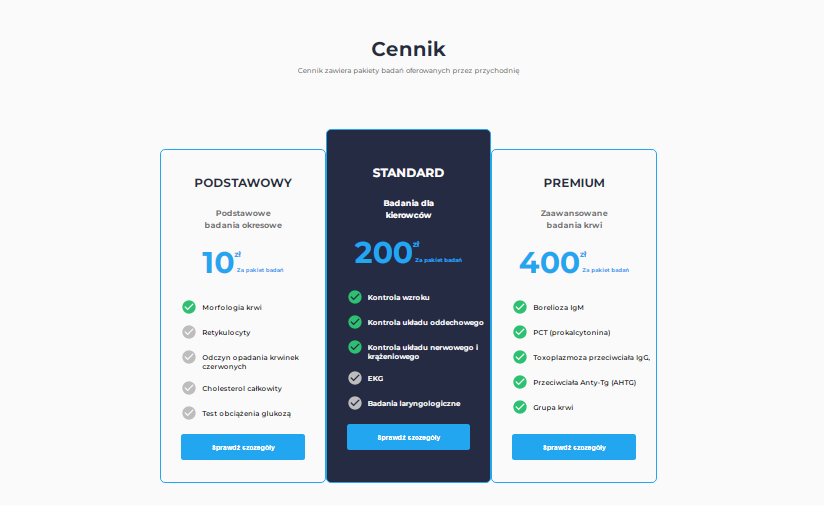 Cennik
Cennik zawiera pakiety badań oferowanych przez przychodnię
PODSTAWOWY
Podstawowe
badania okresowe
10 zł
Za pakiet badań
Morfologia krwi
Retykulocyty
Odczyn opadania krwinek
czerwonych
Cholesterol całkowity
Test obciążenia glukozą
Sprawdź szczegóły
STANDARD
Badania dla
kierowców
200 zł
Za pakiet badań
Kontrola wzroku
Kontrola układu oddechowego
Kontrola układu nerwowego i
krążeniowego
EKG
Badania laryngologiczne
Sprawdź szczegóły
PREMIUM
Zaawansowane
badania krwi
400 zł
Za pakiet badań
Borelioza IgM
PCT (prokalcytonina)
Toxoplazmoza przeciwciała IgG,
Przeciwciała Anty-Tg (AHTG)
Grupa krwi
Sprawdź szczegóły